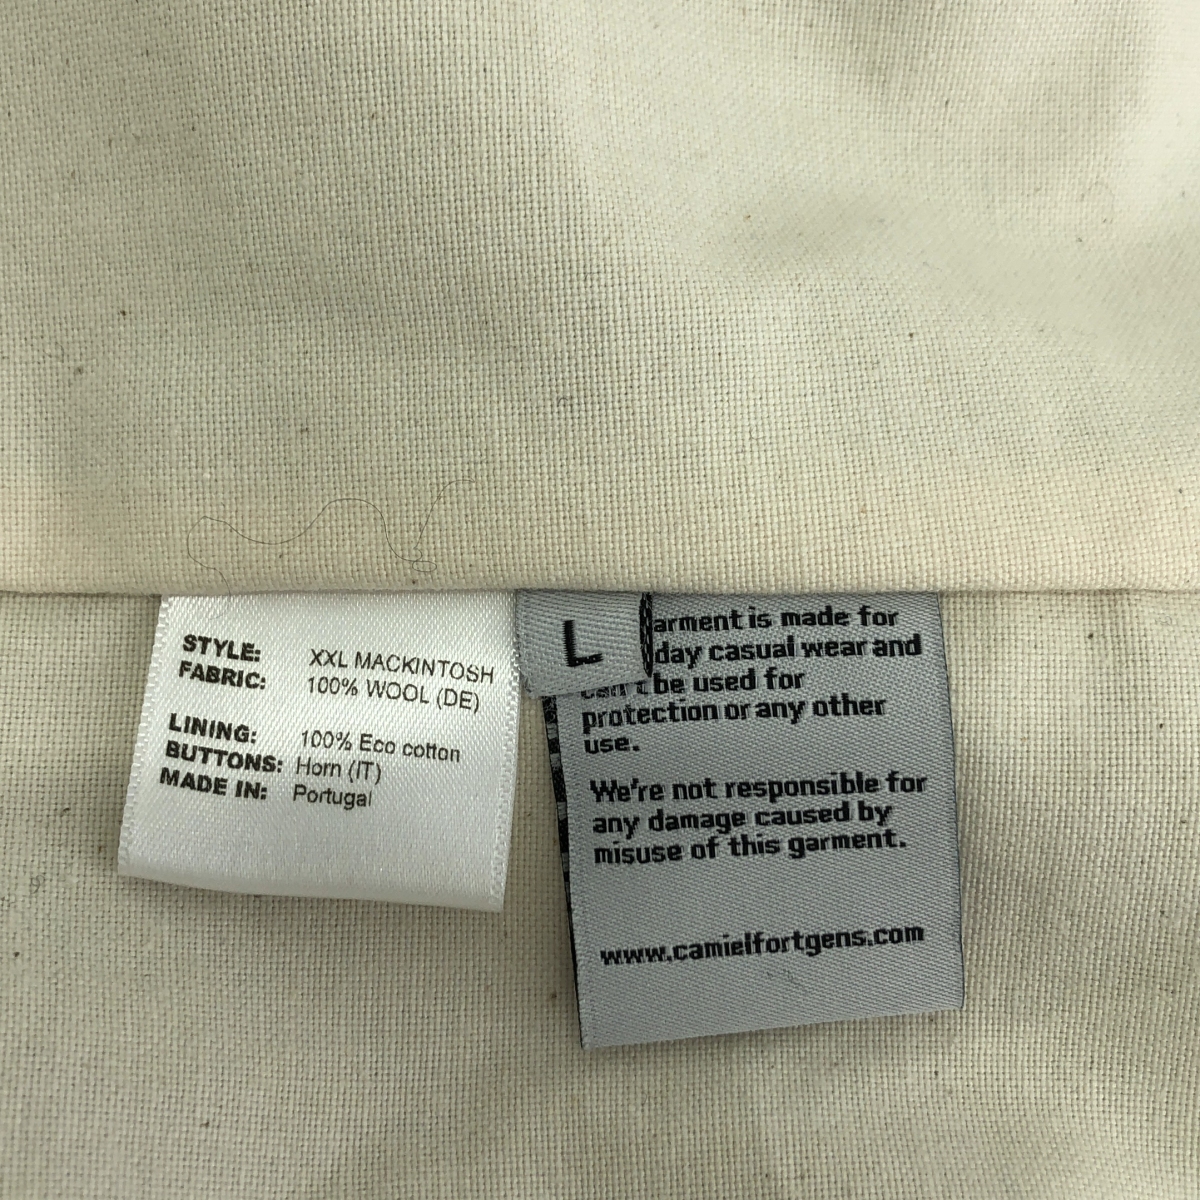 STYLE: XXL MACKINTOSH
FABRIC: 100% WOOL (DE)
LINING: 100% Eco cotton
BUTTONS: Horn (IT)
MADE IN: Portugal
L
arment is made for
day casual wear and
can't be used for
protection or any other
use.
We're not responsible for
any damage caused by
misuse of this garment.
www.camielfortgens.com